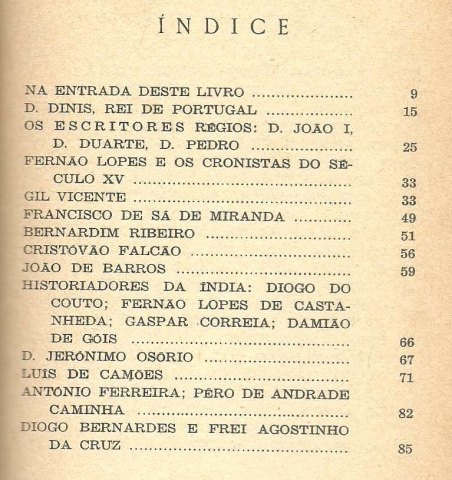 ÍNDICE
NA ENTRADA DESTE LIVRO ..................... 9
D. DINIS, REI DE PORTUGAL ..................... 15
OS ESCRITORES RÉGIOS: D. JOÃO I,
D. DUARTE, D. PEDRO ..................... 25
FERNÃO LOPES E OS CRONISTAS DO SÉ-
CULO XV ..................... 33
GIL VICENTE ..................... 33
FRANCISCO DE SÁ DE MIRANDA ............ 49
BERNARDIM RIBEIRO ..................... 51
CRISTÓVÃO FALCÃO ..................... 56
JOÃO DE BARROS ..................... 59
HISTORIADORES DA ÍNDIA: DIOGO DO
COUTO; FERNÃO LOPES DE CASTA-
NHEDA; GASPAR CORREIA; DAMIÃO
DE GÓIS ..................... 66
D. JERÓNIMO OSÓRIO ..................... 67
LUÍS DE CAMÕES ..................... 71
ANTÓNIO FERREIRA; PÊRO DE ANDRADE
CAMINHA ..................... 82
DIOGO BERNARDES E FREI AGOSTINHO
DA CRUZ ..................... 85